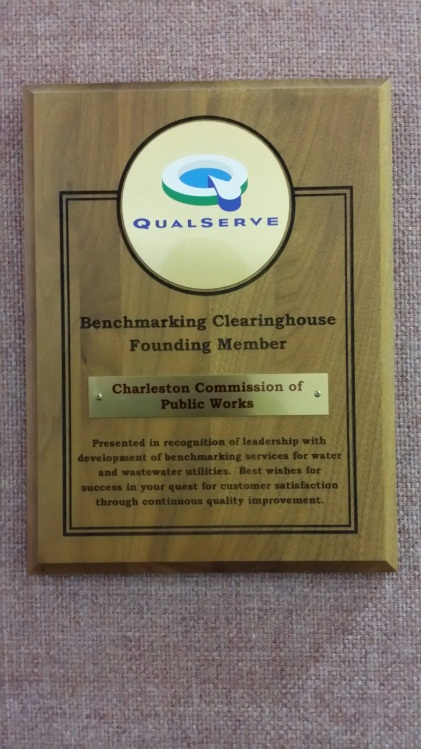 QUALSERVE
Benchmarking Clearinghouse
Founding Member
Charleston Commission of
Public Works
Presented in recognition of leadership with
development of benchmarking services for water
and wastewater utilities. Best wishes for
success in your quest for customer satisfaction
through continuous quality improvement.